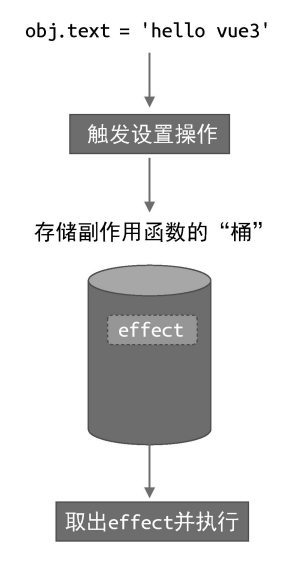 obj.text = 'hello vue3'
触发设置操作
存储副作用函数的“桶”
effect
取出effect并执行